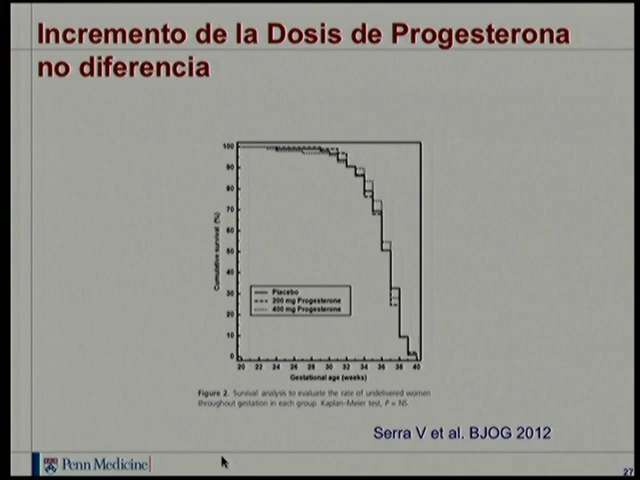 Incremento de la Dosis de Progesterona
no diferencia
100
90
80
70
60
50
40
30
20
10
0
Cumulative survival (%)
Placebo
200 mg Progesterone
400 mg Progesterone
20 22 24 26 28 30 32 34 36 38 40
Gestational age (weeks)
Figure 2. Survival analysis to evaluate the rate of undelivered women
throughout gestation in each group. Kaplan–Meier test, P = NS.
Serra V et al. BJOG 2012
Penn Medicine
27